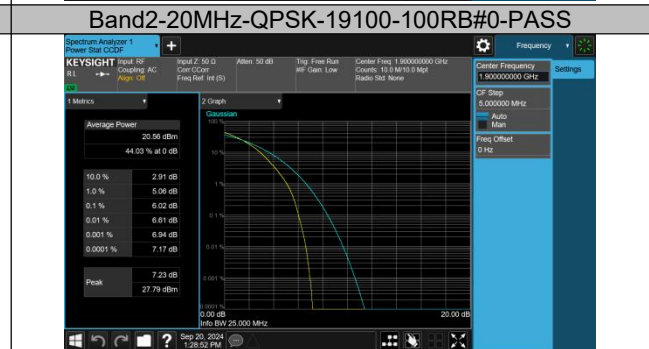 Band2-20MHz-QPSK-19100-100RB#0-PASS
Spectrum Analyzer 1
Power Stat CCDF
+
Frequency
KEYSIGHT
R L
Input: RF
Coupling: AC
Align: Off
Input Z: 50 Ω
Corr CCorr
Freq Ref: Int (S)
Atten: 50 dB
Trig: Free Run
#IF Gain: Low
Center Freq: 1.900000000 GHz
Counts: 10.0 M/10.0 Mpt
Radio Std: None
Center Frequency
1.900000000 GHz
Settings
CF Step
5.000000 MHz
Auto
Man
Freq Offset
0 Hz
1 Metrics
Average Power
20.56 dBm
44.03 % at 0 dB
10.0 % 2.91 dB
1.0 % 5.06 dB
0.1 % 6.02 dB
0.01 % 6.61 dB
0.001 % 6.94 dB
0.0001 % 7.17 dB
Peak 7.23 dB
27.79 dBm
2 Graph
Gaussian
100 %
10 %
1 %
0.1 %
0.01 %
0.001 %
0.0001 %
0.00 dB 20.00 dB
Info BW 25.000 MHz
? Sep 20, 2024
1:28:52 PM